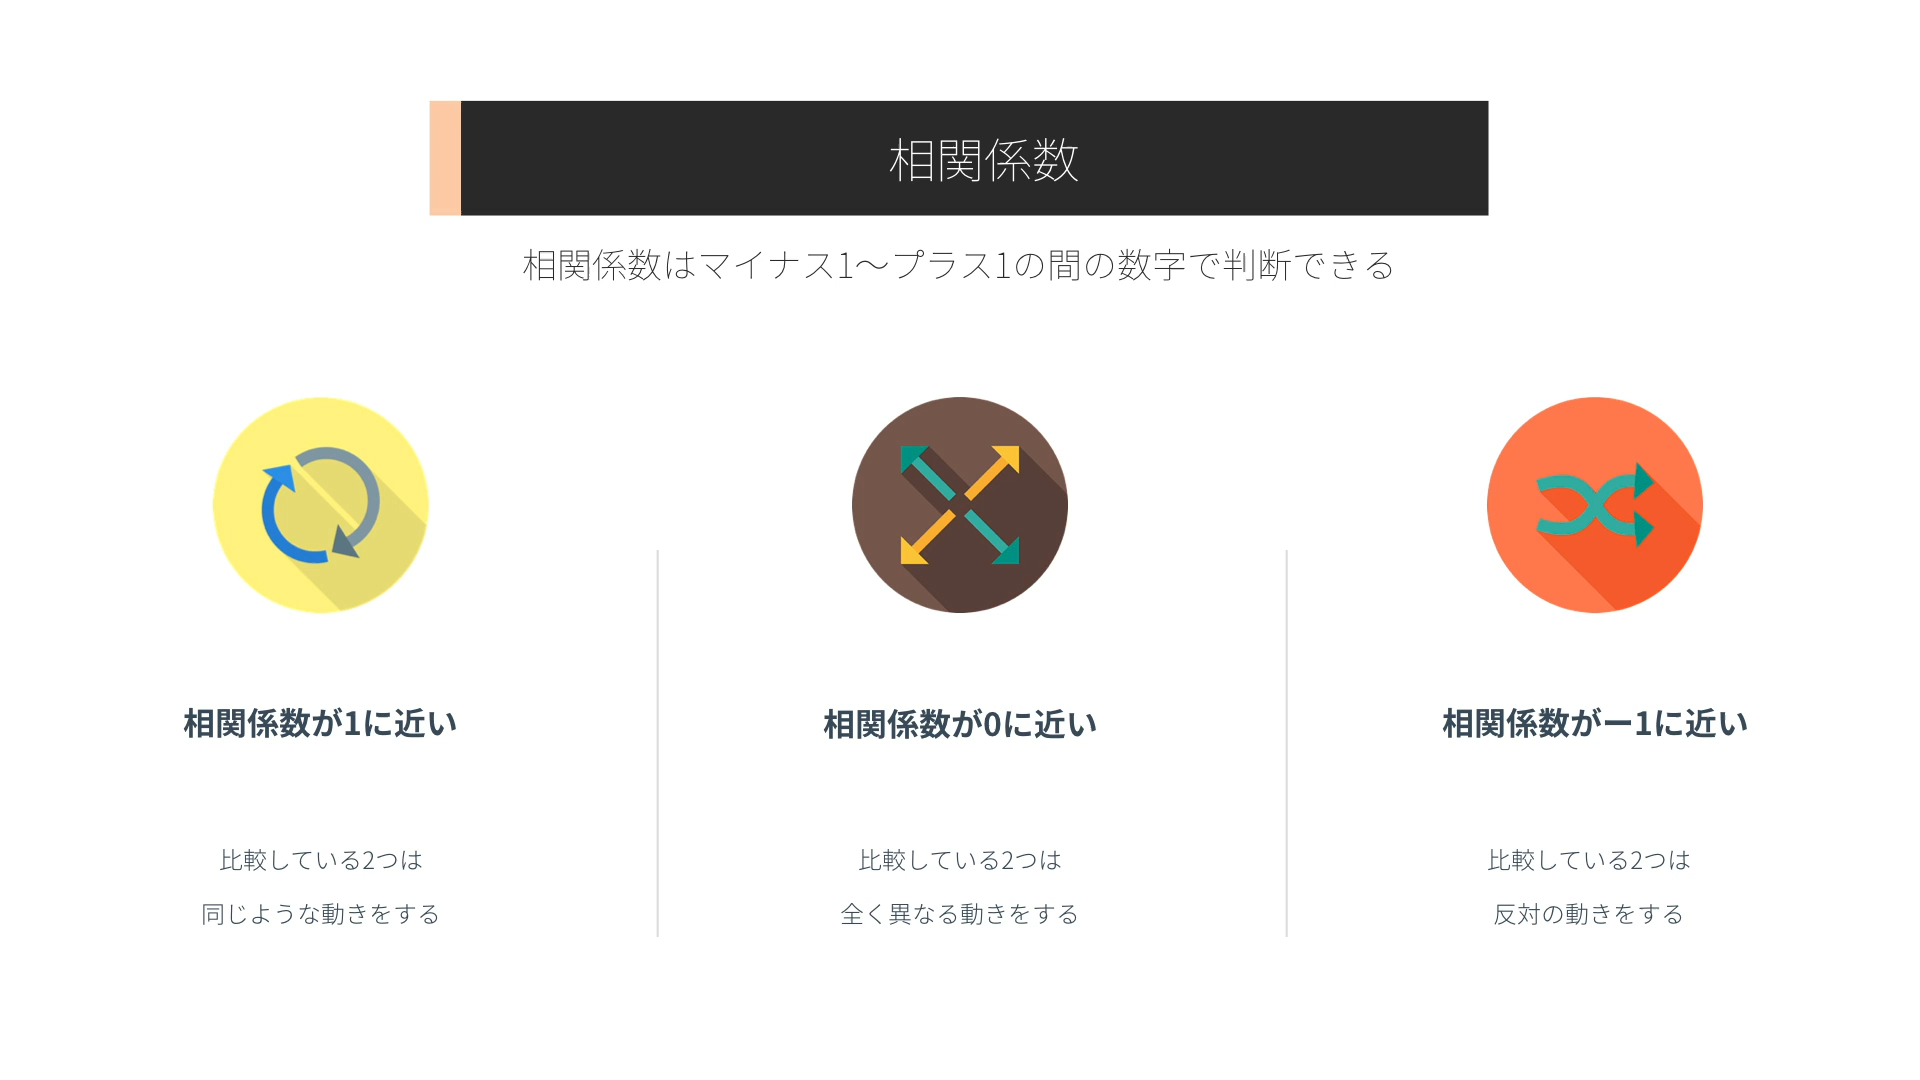 相関係数
相関係数はマイナス1～プラス1の間の数字で判断できる
相関係数が1に近い
比較している2つは
同じような動きをする
相関係数が0に近い
比較している2つは
全く異なる動きをする
相関係数がー1に近い
比較している2つは
反対の動きをする